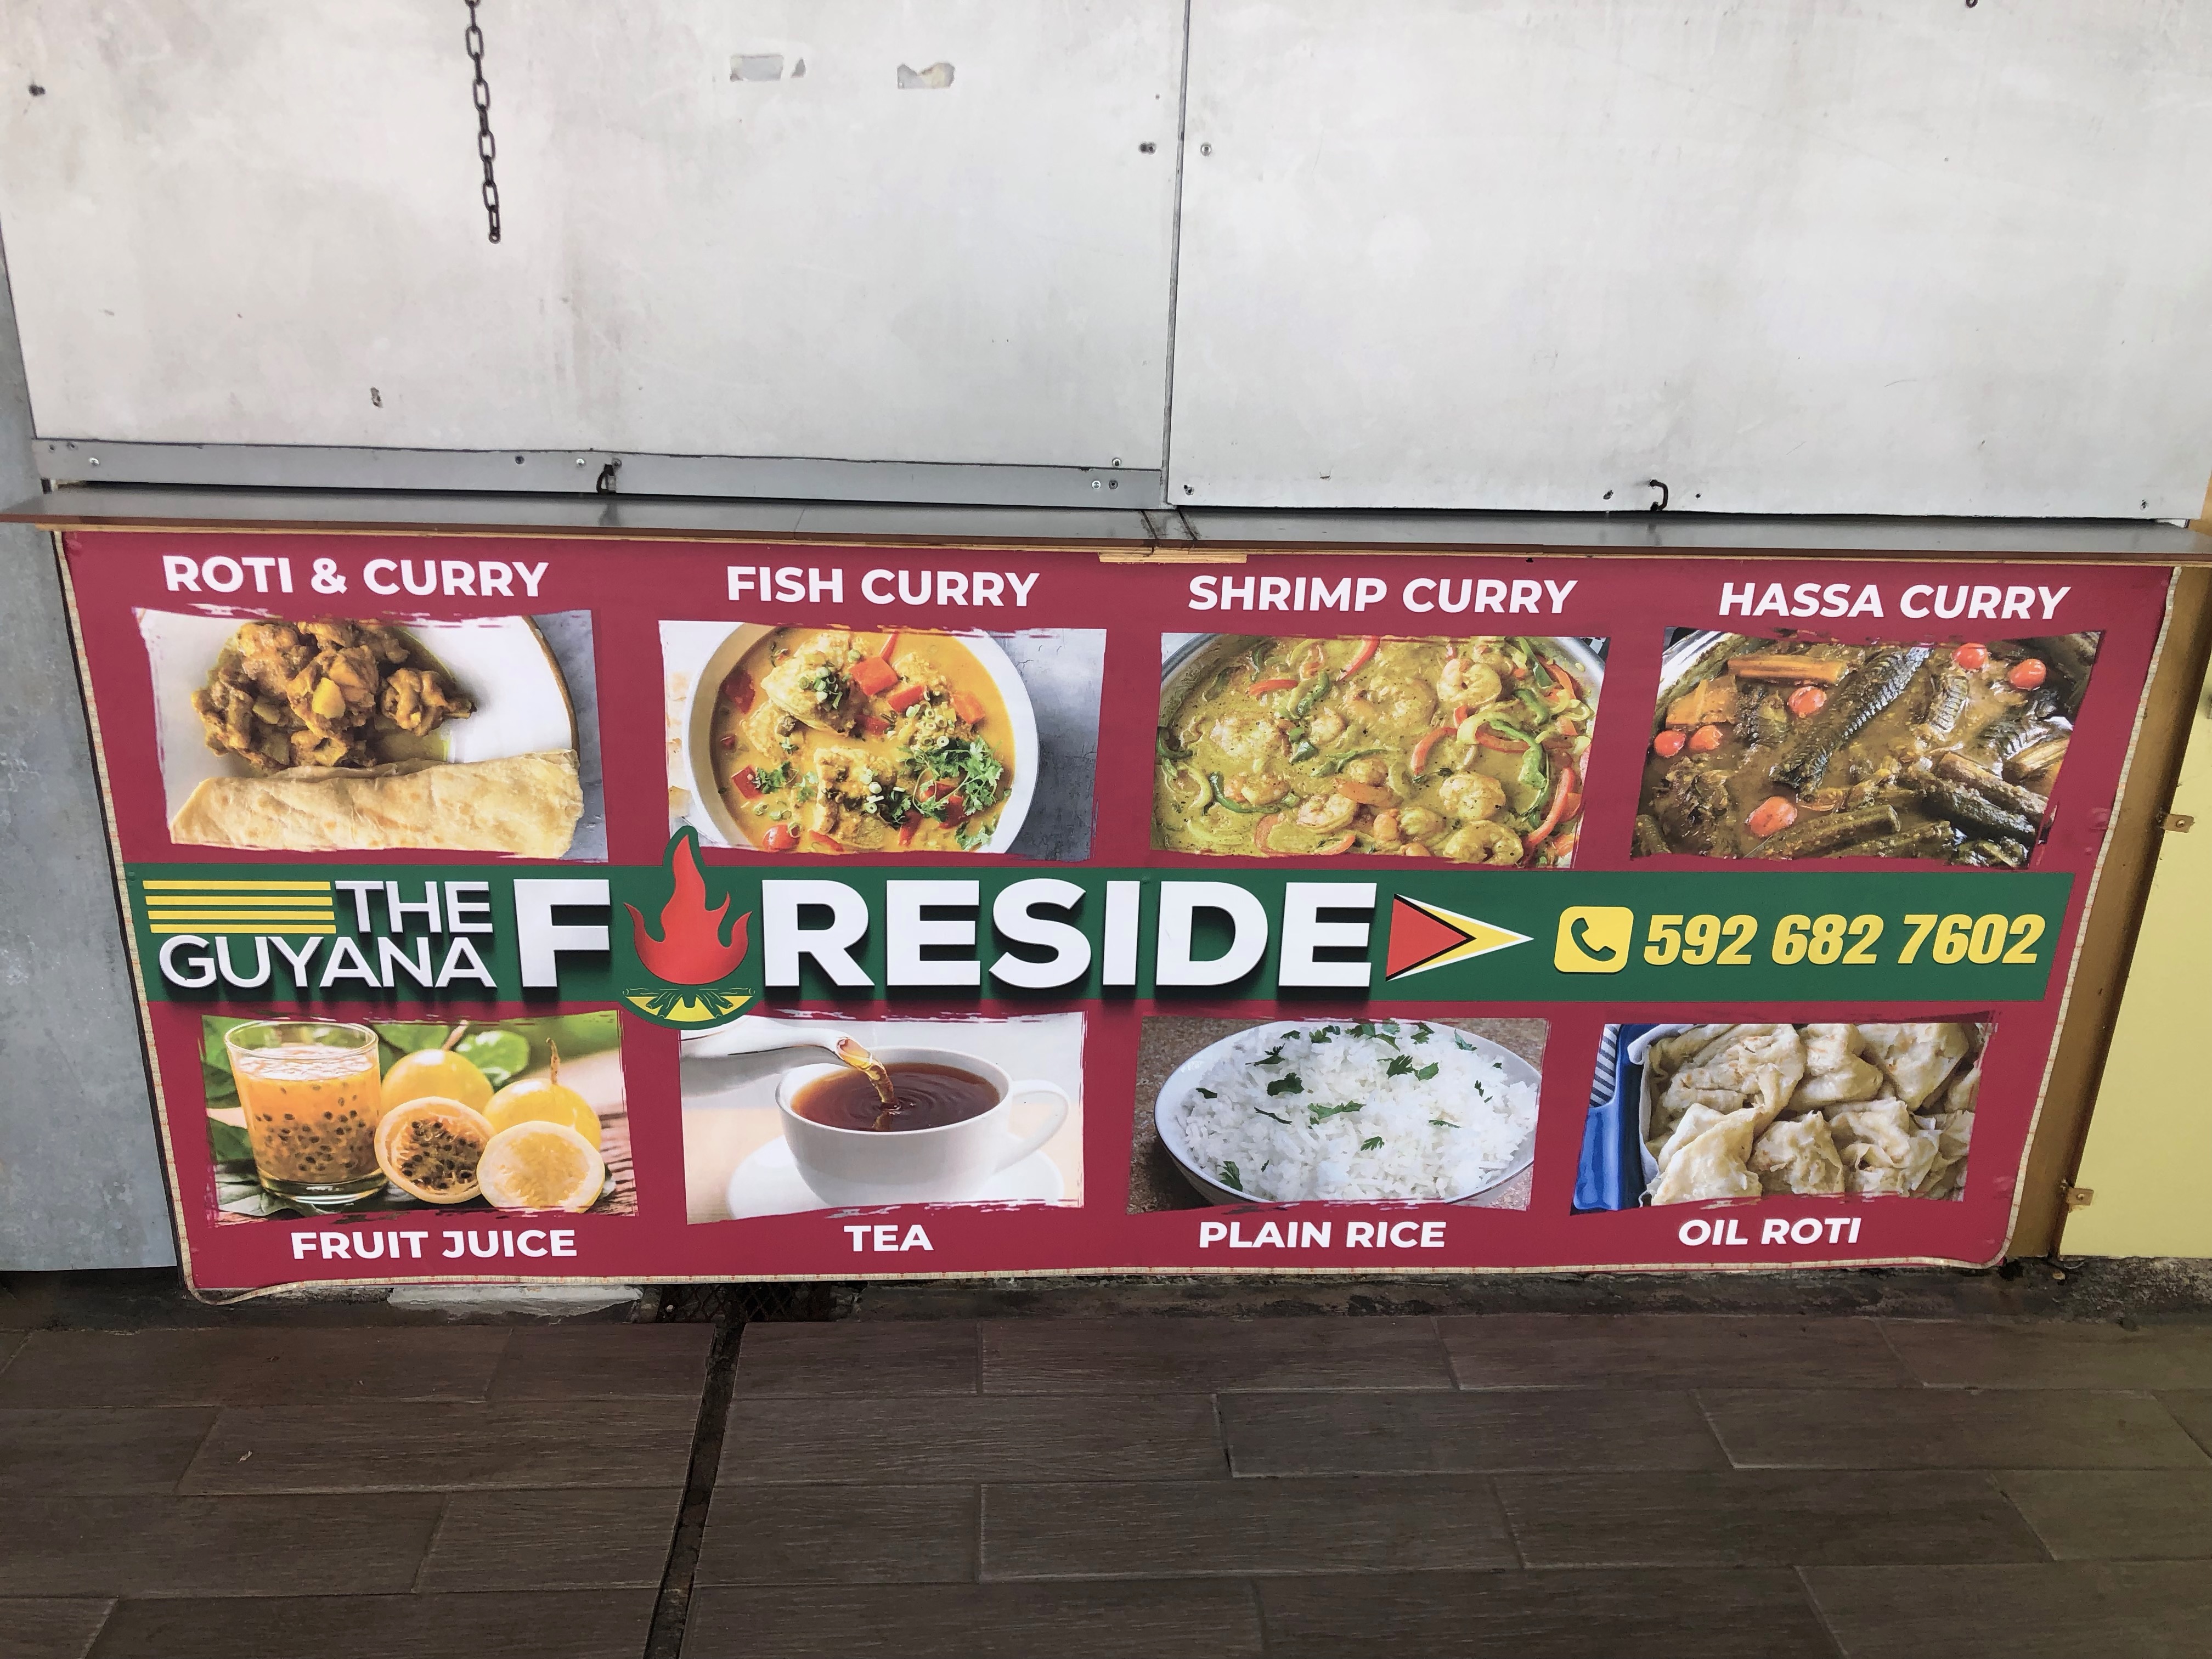 ROTI & CURRY
FISH CURRY
SHRIMP CURRY
HASSA CURRY
THE
GUYANA
FIRESIDE
592 682 7602
FRUIT JUICE
TEA
PLAIN RICE
OIL ROTI